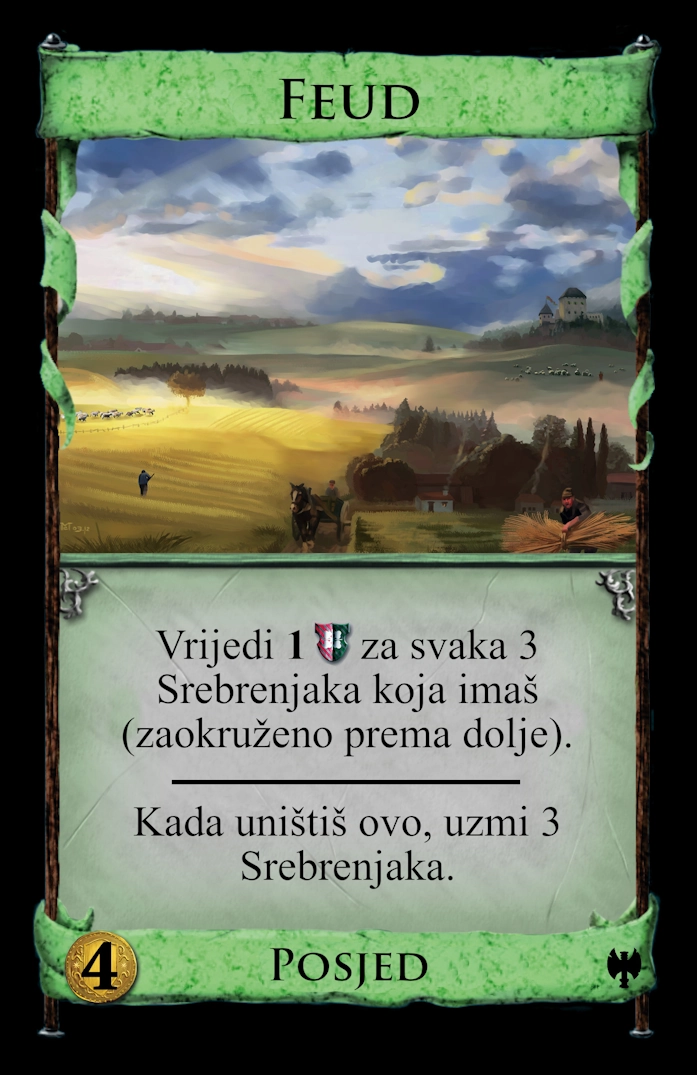 Feud
Vrijedi 1 za svaka 3
Srebrenjaka koja imaš
(zaokruženo prema dolje).
Kada uništiš ovo, uzmi 3
Srebrenjaka.
4 Posjed